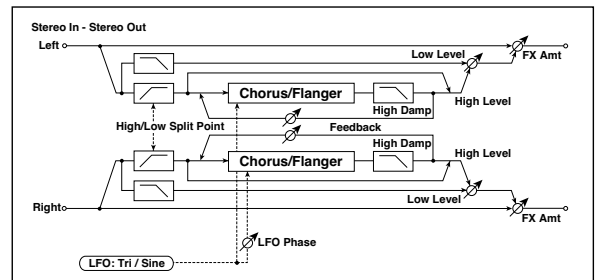 Stereo In - Stereo Out
Left
FX Amt
Low Level
Chorus/Flanger
High Damp
High Level
High/Low Split Point
Feedback
High Damp
High Level
Chorus/Flanger
Low Level
Right
FX Amt
LFO Phase
LFO: Tri / Sine